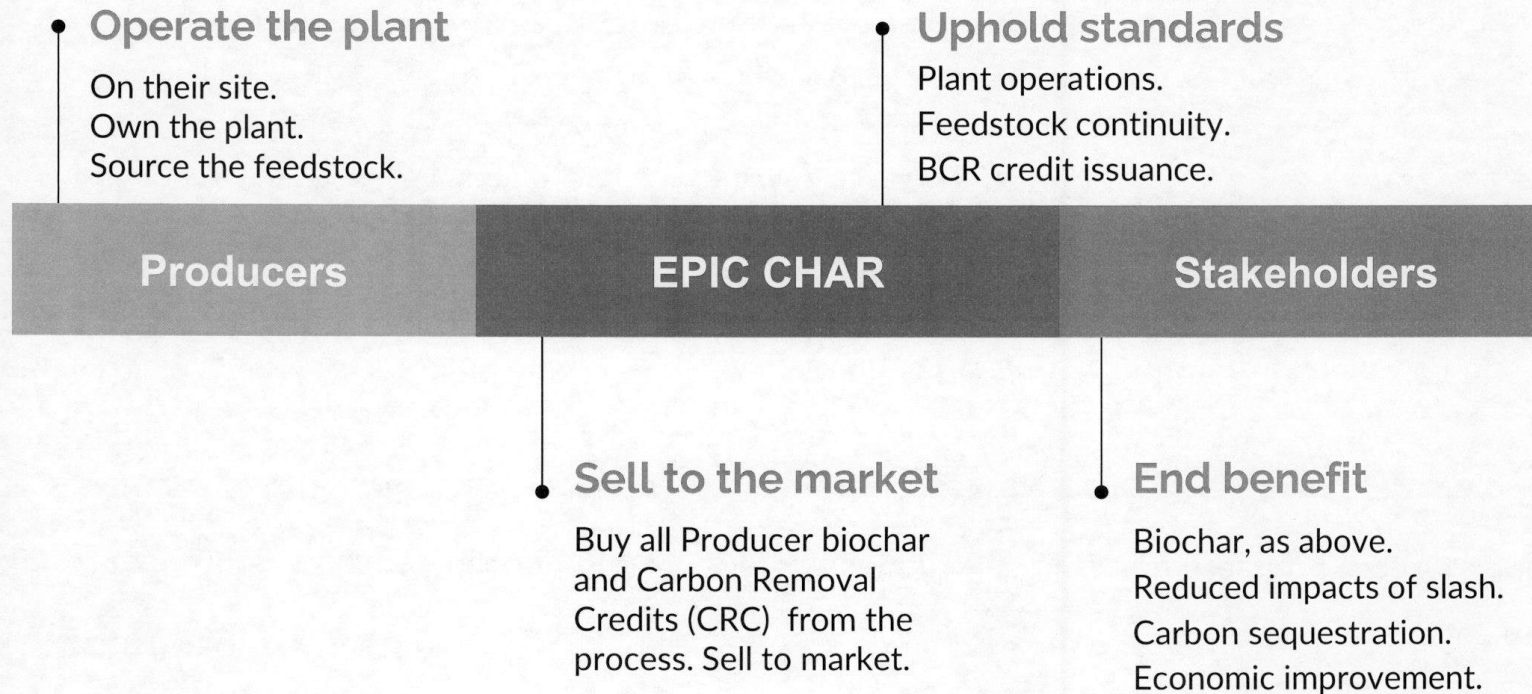 Operate the plant
On their site.
Own the plant.
Source the feedstock.
Uphold standards
Plant operations.
Feedstock continuity.
BCR credit issuance.
Producers
EPIC CHAR
Stakeholders
Sell to the market
Buy all Producer biochar
and Carbon Removal
Credits (CRC) from the
process. Sell to market.
End benefit
Biochar, as above.
Reduced impacts of slash.
Carbon sequestration.
Economic improvement.